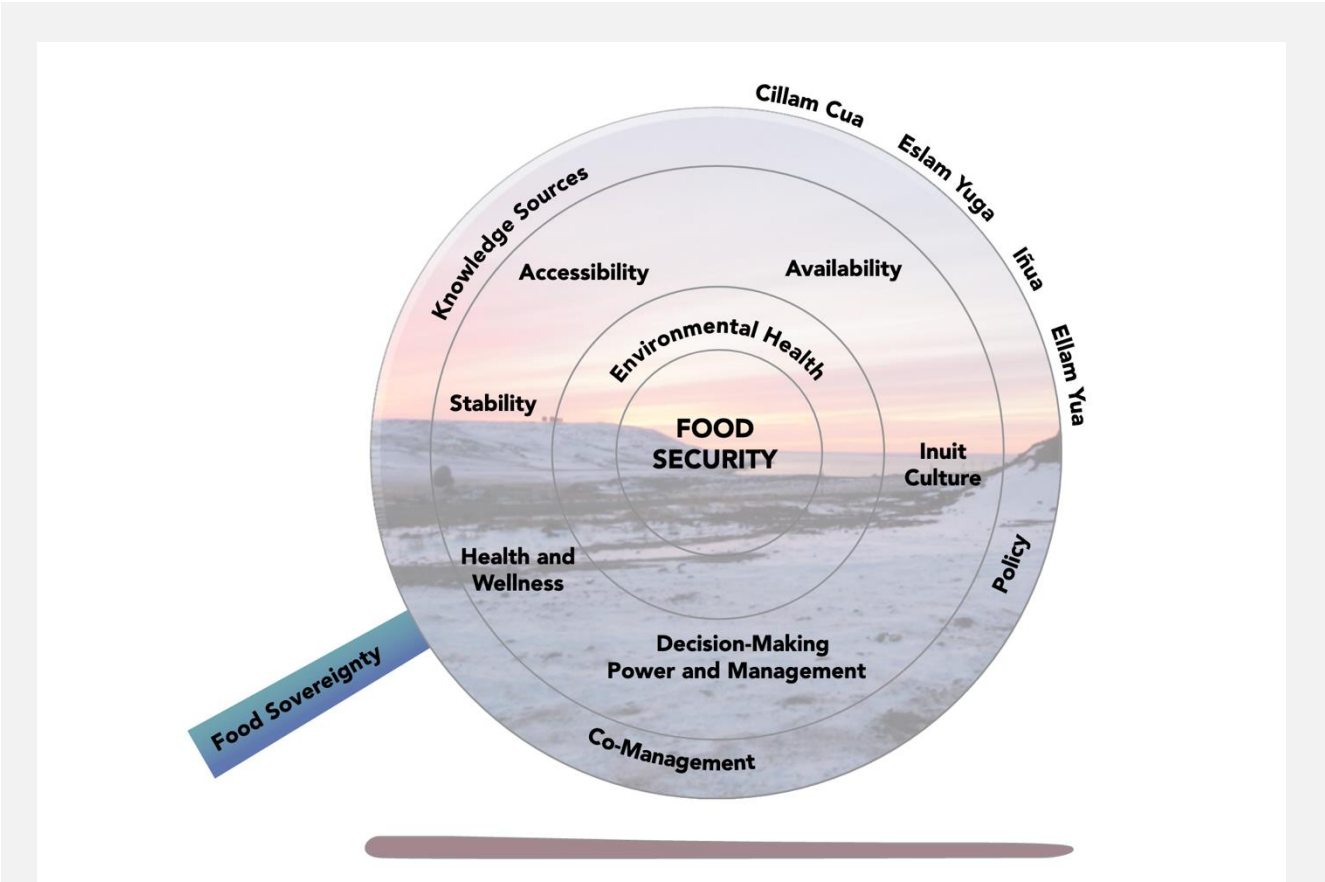 Cillam Cua
Eslam Yuga
Iñua
Ellam Yua
Knowledge Sources
Accessibility
Availability
Environmental Health
Stability
FOOD
SECURITY
Inuit
Culture
Health and
Wellness
Policy
Decision-Making
Power and Management
Food Sovereignty
Co-Management